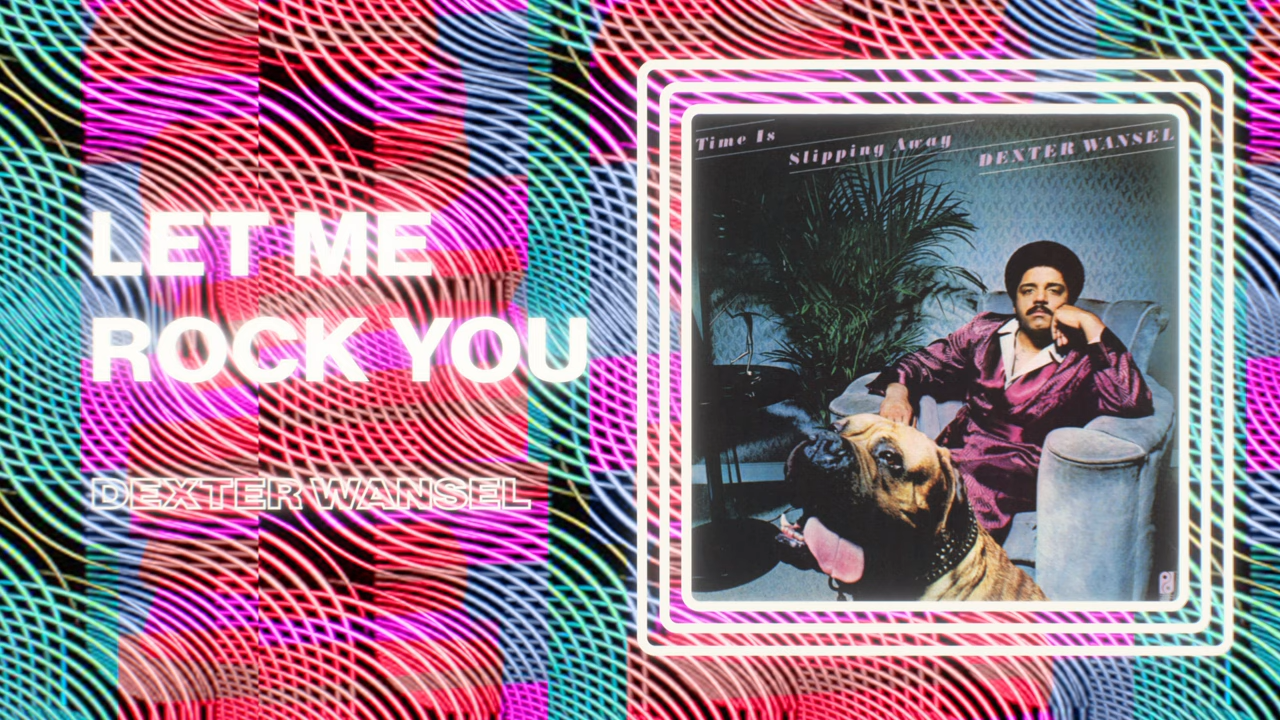 LET ME
ROCK YOU
DEXTER WANSEL
Time Is
Slipping Away
DEXTER WANSEL